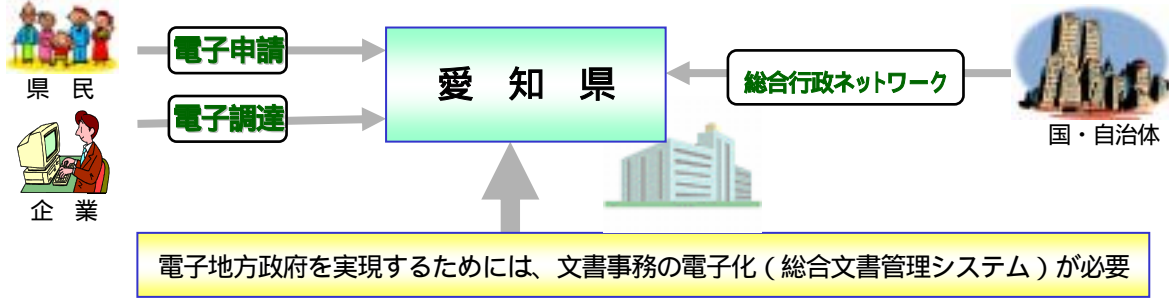 電子申請
県 民
愛 知 県
総合行政ネットワーク
電子調達
国・自治体
企 業
電子地方政府を実現するためには、文書事務の電子化(総合文書管理システム)が必要